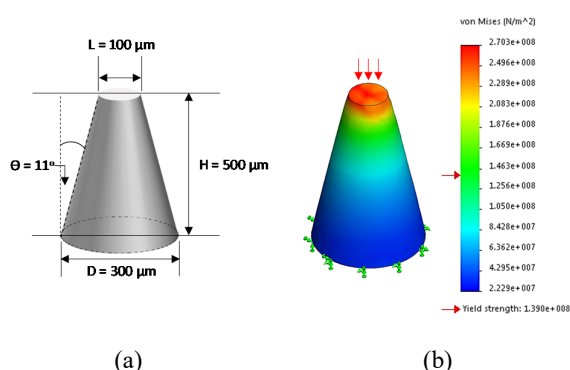 L = 100 µm
Ɵ = 11º
H = 500 µm
D = 300 µm
(a)
von Mises (N/m^2)
2.703e+008
2.496e+008
2.289e+008
2.083e+008
1.876e+008
1.669e+008
1.463e+008
1.256e+008
1.050e+008
8.428e+007
6.362e+007
4.295e+007
2.229e+007
Yield strength: 1.390e+008
(b)